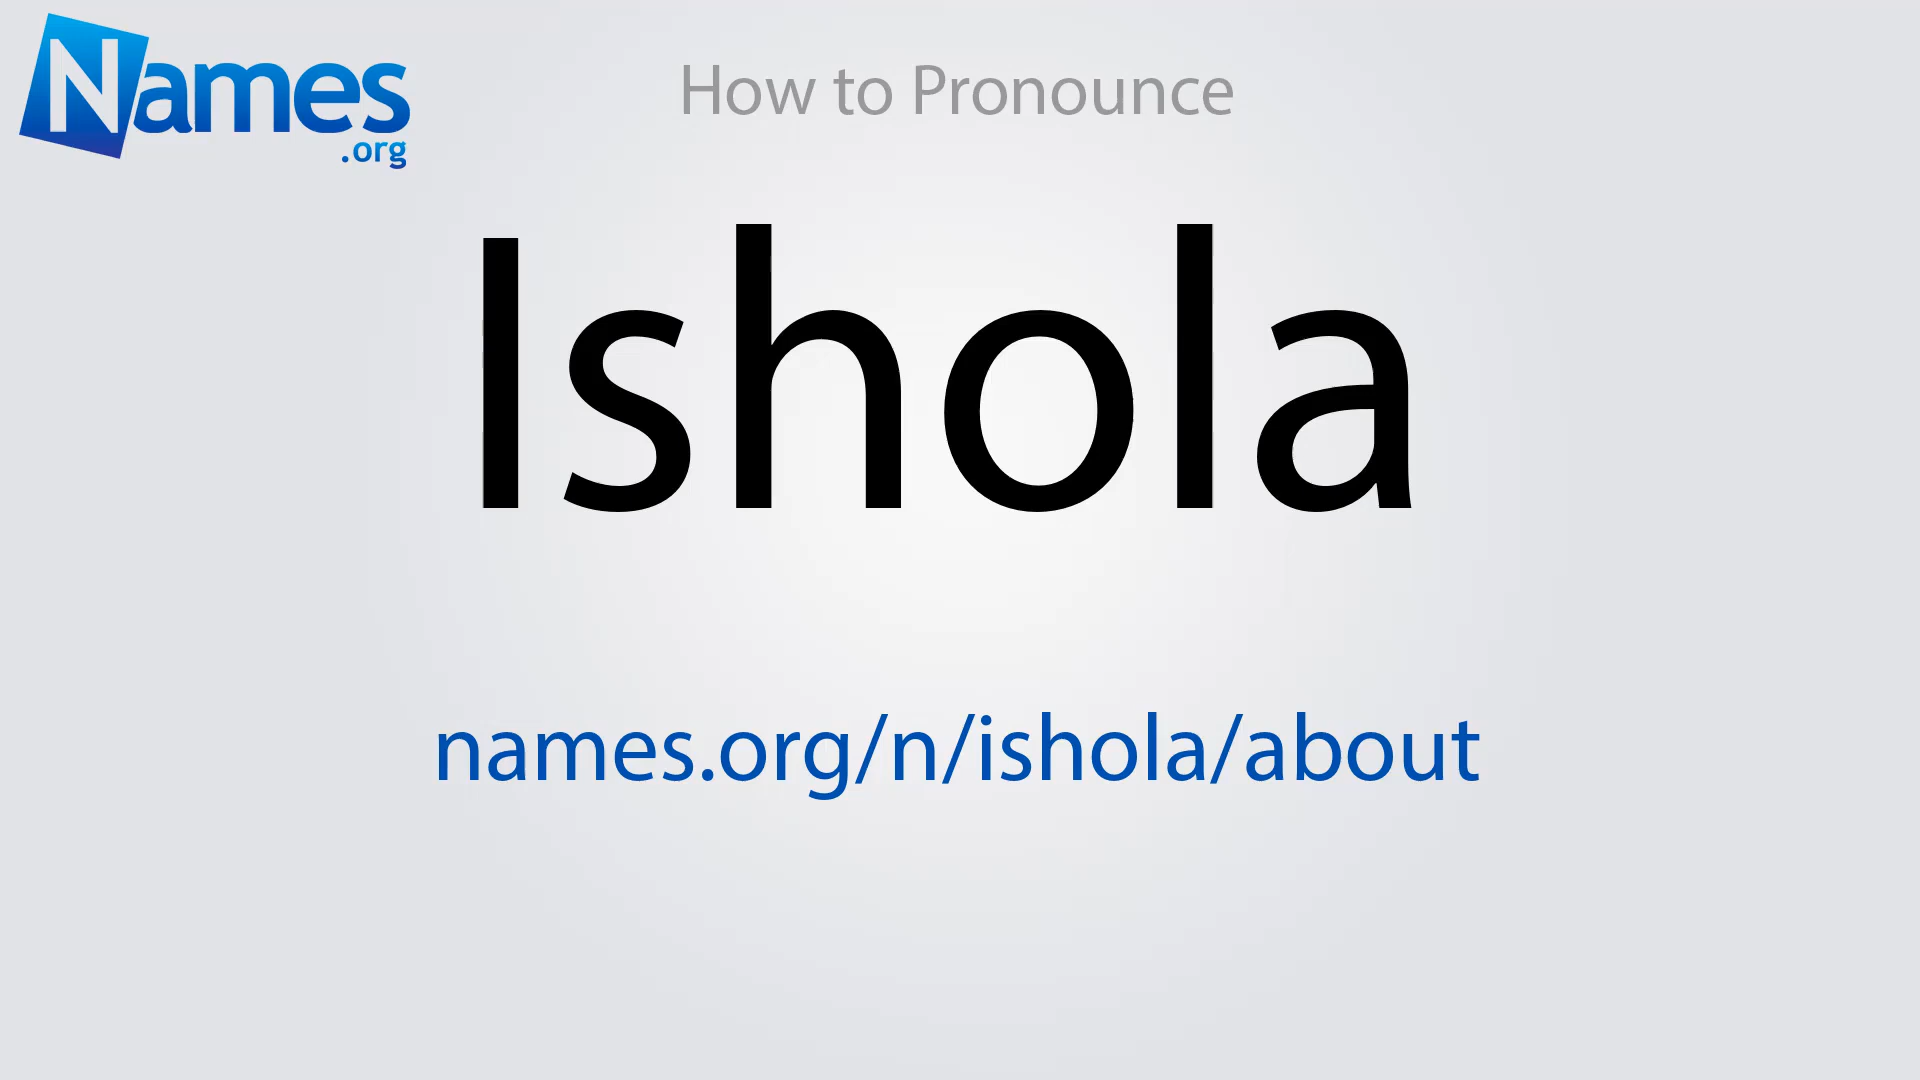 Names
.org
How to Pronounce
Ishola
names.org/n/ishola/about